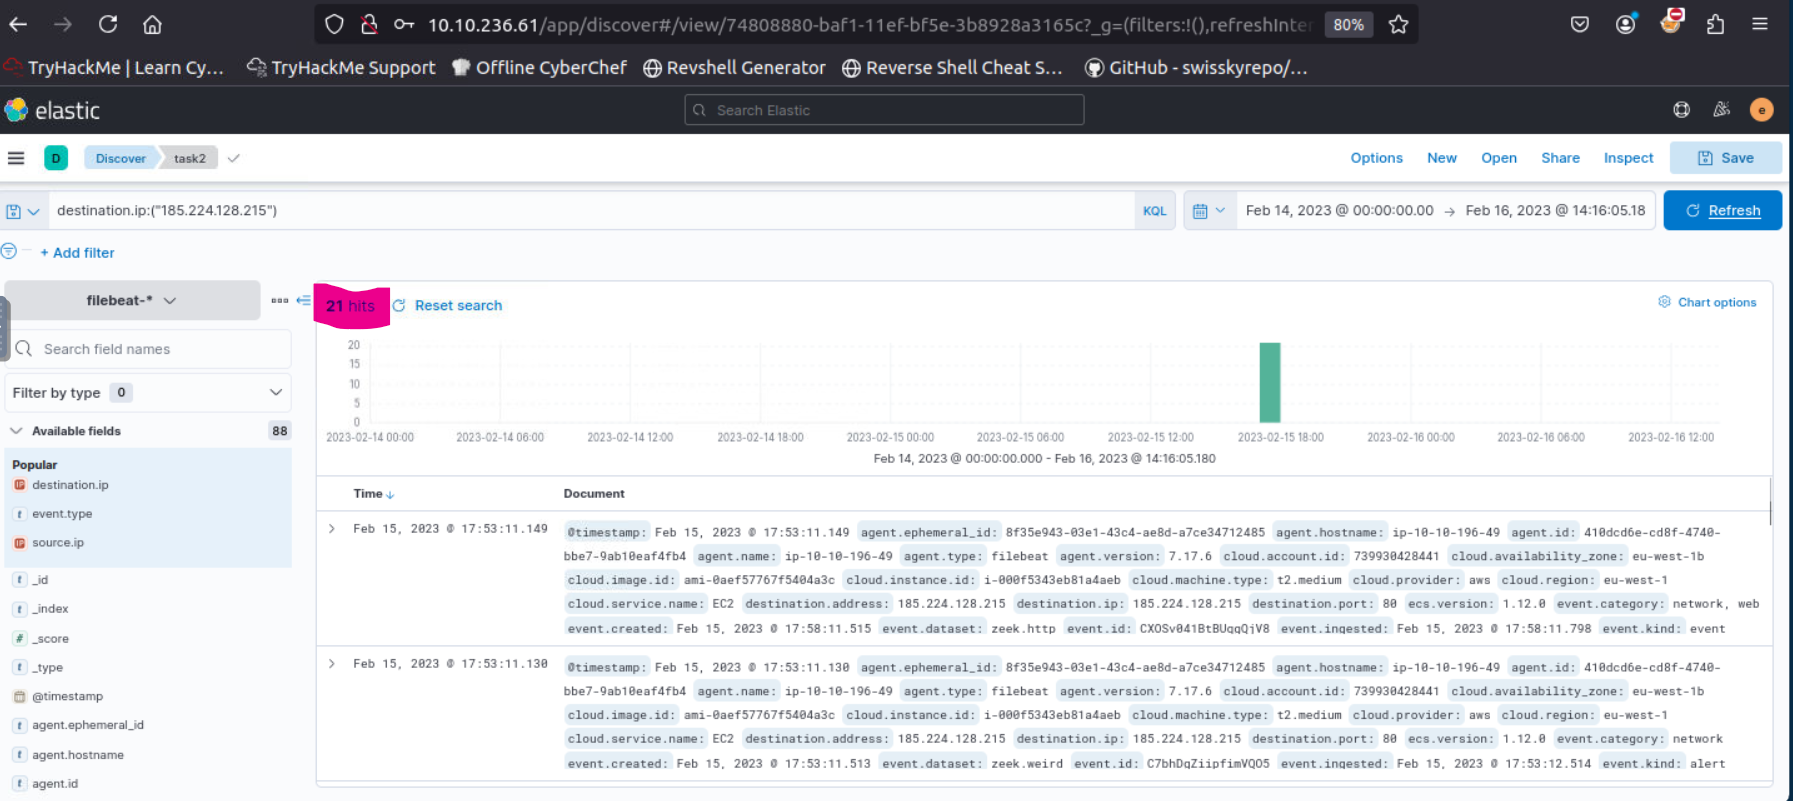 10.10.236.61/app/discover#/view/74808880-baf1-11ef-bf5e-3b8928a3165c?_g=(filters:!(),refreshInter 80%
TryHackMe | Learn Cy... TryHackMe Support Offline CyberChef Revshell Generator Reverse Shell Cheat S... GitHub - swisskyrepo/...
elastic Search Elastic e
D Discover task2 Options New Open Share Inspect Save
destination.ip:("185.224.128.215") KQL Feb 14, 2023 @ 00:00:00.00 → Feb 16, 2023 @ 14:16:05.18 Refresh
+ Add filter
filebeat-* 21 hits Reset search Chart options
Search field names
Filter by type 0
Available fields 88
Popular
destination.ip
event.type
source.ip
_id
_index
_score
_type
@timestamp
agent.ephemeral_id
agent.hostname
agent.id
20
15
10
5
0
2023-02-14 00:00 2023-02-14 06:00 2023-02-14 12:00 2023-02-14 18:00 2023-02-15 00:00 2023-02-15 06:00 2023-02-15 12:00 2023-02-15 18:00 2023-02-16 00:00 2023-02-16 06:00 2023-02-16 12:00
Feb 14, 2023 @ 00:00:00.000 - Feb 16, 2023 @ 14:16:05.180
Time Document
Feb 15, 2023 @ 17:53:11.149 @timestamp: Feb 15, 2023 @ 17:53:11.149 agent.ephemeral_id: 8f35e943-03e1-43c4-ae8d-a7ce34712485 agent.hostname: ip-10-10-196-49 agent.id: 410dcd6e-cd8f-4740-
bbe7-9ab10eaf4fb4 agent.name: ip-10-10-196-49 agent.type: filebeat agent.version: 7.17.6 cloud.account.id: 739930428441 cloud.availability_zone: eu-west-1b
cloud.image.id: ami-0aef57767f5404a3c cloud.instance.id: i-000f5343eb81a4aeb cloud.machine.type: t2.medium cloud.provider: aws cloud.region: eu-west-1
cloud.service.name: EC2 destination.address: 185.224.128.215 destination.ip: 185.224.128.215 destination.port: 80 ecs.version: 1.12.0 event.category: network, web
event.created: Feb 15, 2023 @ 17:58:11.515 event.dataset: zeek.http event.id: CXOSv041BtBUqqQjV8 event.ingested: Feb 15, 2023 @ 17:58:11.798 event.kind: event
Feb 15, 2023 @ 17:53:11.130 @timestamp: Feb 15, 2023 @ 17:53:11.130 agent.ephemeral_id: 8f35e943-03e1-43c4-ae8d-a7ce34712485 agent.hostname: ip-10-10-196-49 agent.id: 410dcd6e-cd8f-4740-
bbe7-9ab10eaf4fb4 agent.name: ip-10-10-196-49 agent.type: filebeat agent.version: 7.17.6 cloud.account.id: 739930428441 cloud.availability_zone: eu-west-1b
cloud.image.id: ami-0aef57767f5404a3c cloud.instance.id: i-000f5343eb81a4aeb cloud.machine.type: t2.medium cloud.provider: aws cloud.region: eu-west-1
cloud.service.name: EC2 destination.address: 185.224.128.215 destination.ip: 185.224.128.215 destination.port: 80 ecs.version: 1.12.0 event.category: network
event.created: Feb 15, 2023 @ 17:53:11.513 event.dataset: zeek.weird event.id: C7bhDqZiipfimVQO5 event.ingested: Feb 15, 2023 @ 17:53:12.514 event.kind: alert